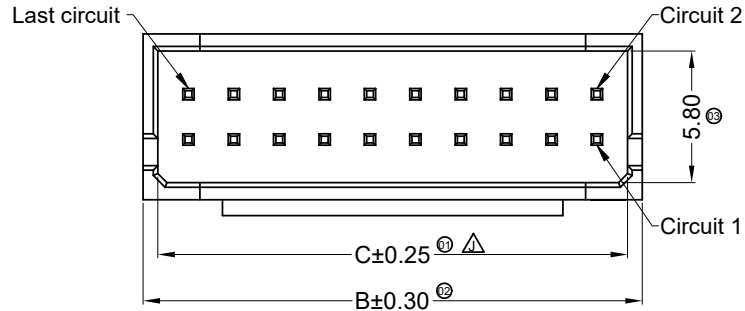 Last circuit
Circuit 2
5.80 03
Circuit 1
C±0.25 01 J
B±0.30 02